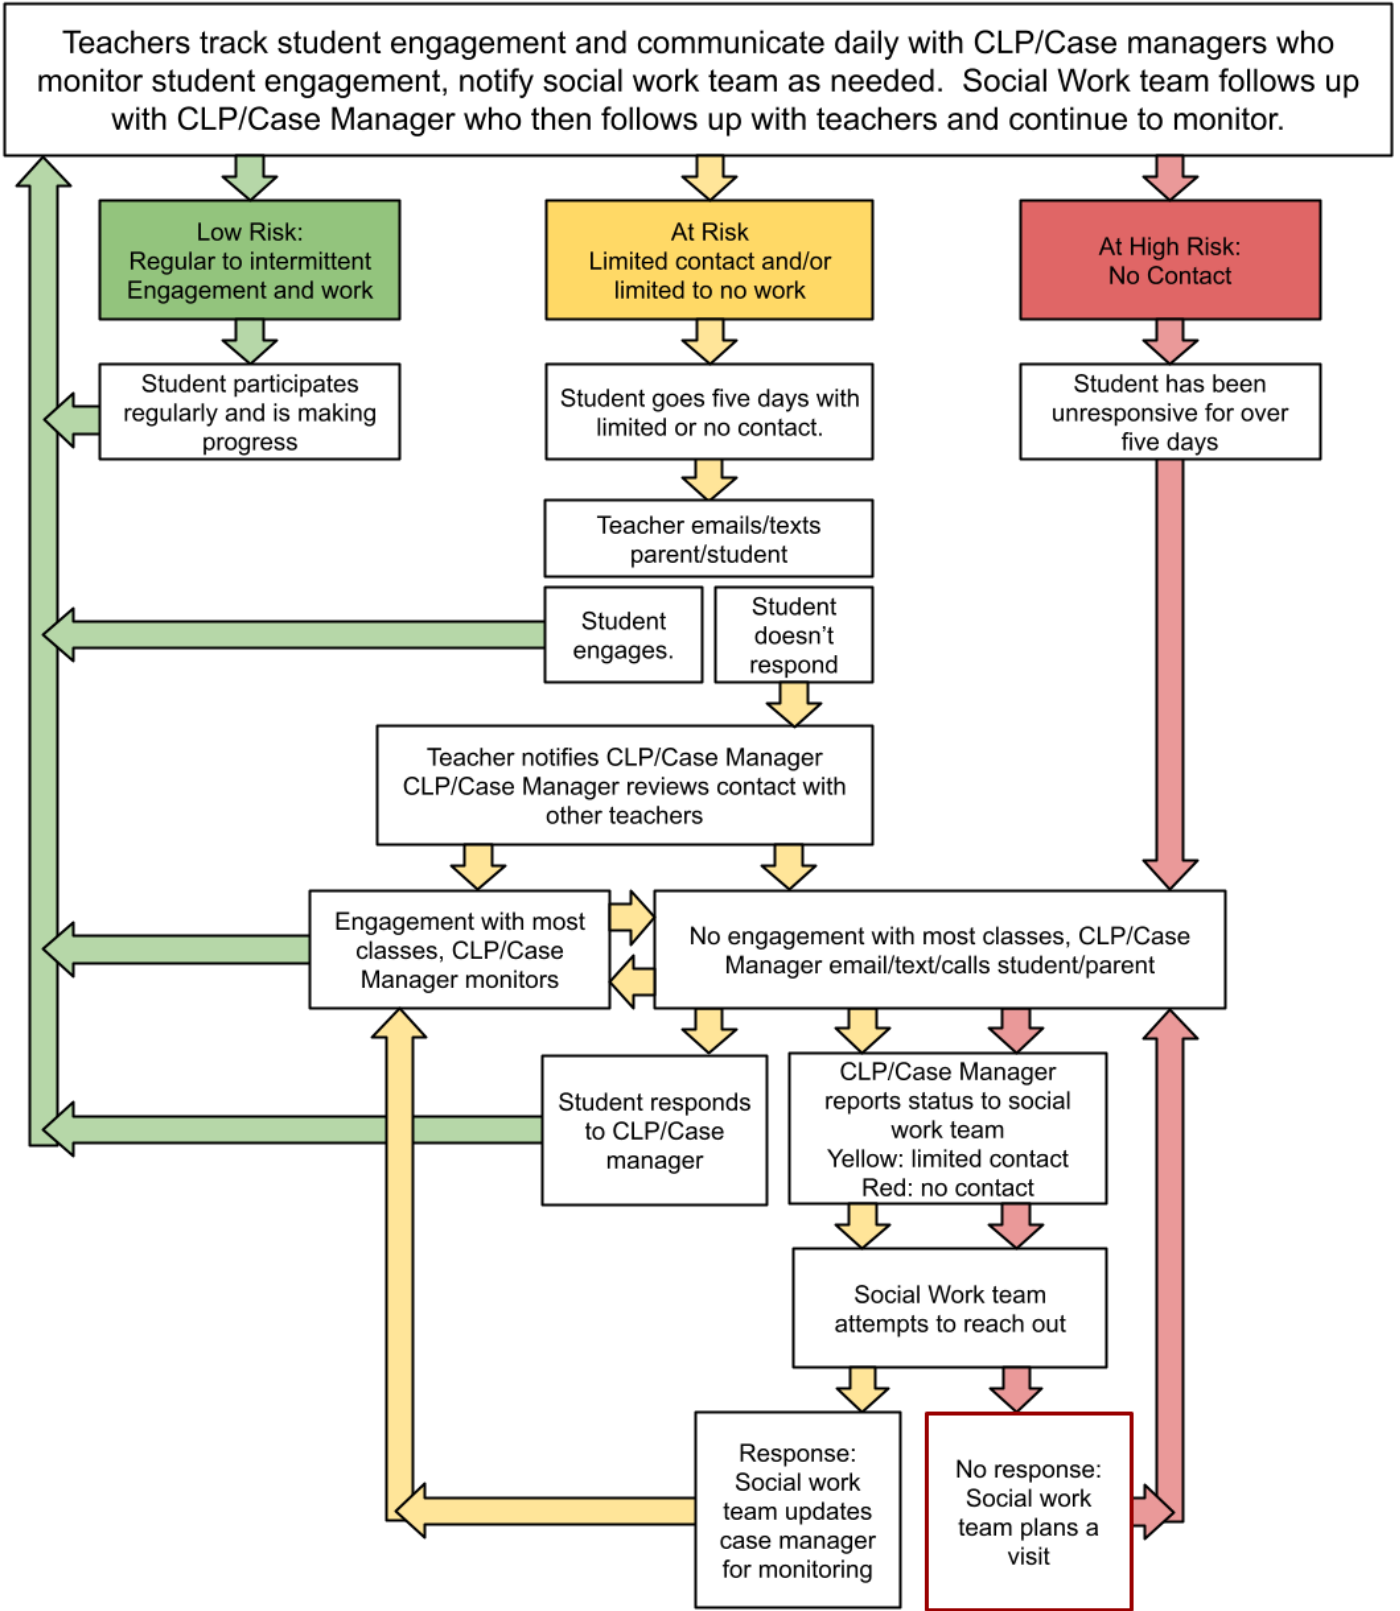 Teachers track student engagement and communicate daily with CLP/Case managers who
monitor student engagement, notify social work team as needed.  Social Work team follows up
with CLP/Case Manager who then follows up with teachers and continue to monitor.
Low Risk:
Regular to intermittent
Engagement and work
At Risk
Limited contact and/or
limited to no work
At High Risk:
No Contact
Student participates
regularly and is making
progress
Student goes five days with
limited or no contact.
Student has been
unresponsive for over
five days
Teacher emails/texts
parent/student
Student
engages.
Student
doesn’t
respond
Teacher notifies CLP/Case Manager
CLP/Case Manager reviews contact with
other teachers
Engagement with most
classes, CLP/Case
Manager monitors
No engagement with most classes, CLP/Case
Manager email/text/calls student/parent
Student responds
to CLP/Case
manager
CLP/Case Manager
reports status to social
work team
Yellow: limited contact
Red: no contact
Social Work team
attempts to reach out
Response:
Social work
team updates
case manager
for monitoring
No response:
Social work
team plans a
visit